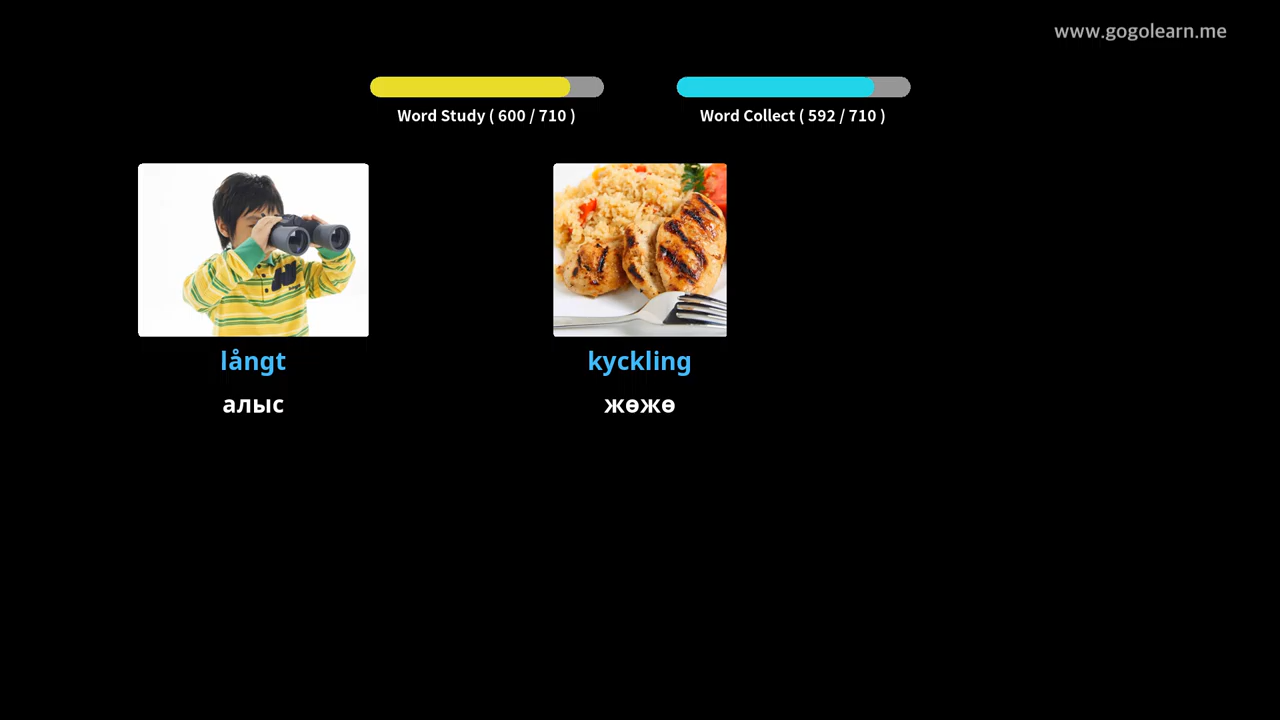 www.gogolearn.me
Word Study ( 600 / 710 )
Word Collect ( 592 / 710 )
långt
kyckling
алыс
жөжө